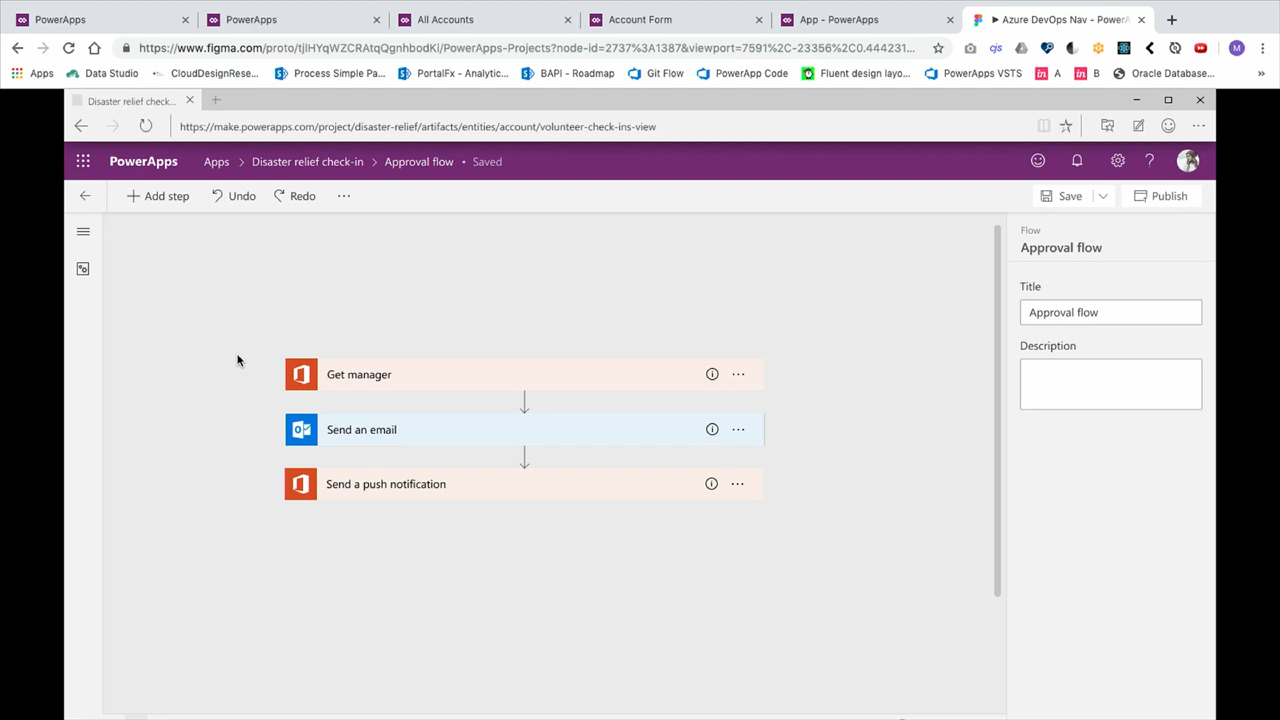 PowerApps
PowerApps
All Accounts
Account Form
App - PowerApps
Azure DevOps Nav - PowerA
https://www.figma.com/proto/tjlHYqWZCRAtqQgnhbodKi/PowerApps-Projects?node-id=2737%3A1387&viewport=7591%2C-23356%2C0.444231...
Apps
Data Studio
CloudDesignRese...
Process Simple Pa...
PortalFx - Analytic...
BAPI - Roadmap
Git Flow
PowerApp Code
Fluent design layo...
PowerApps VSTS
in A
in B
Oracle Database...
Disaster relief check...
https://make.powerapps.com/project/disaster-relief/artifacts/entities/account/volunteer-check-ins-view
PowerApps
Apps > Disaster relief check-in > Approval flow • Saved
Add step
Undo
Redo
Save
Publish
Flow
Approval flow
Title
Approval flow
Description
Get manager
Send an email
Send a push notification